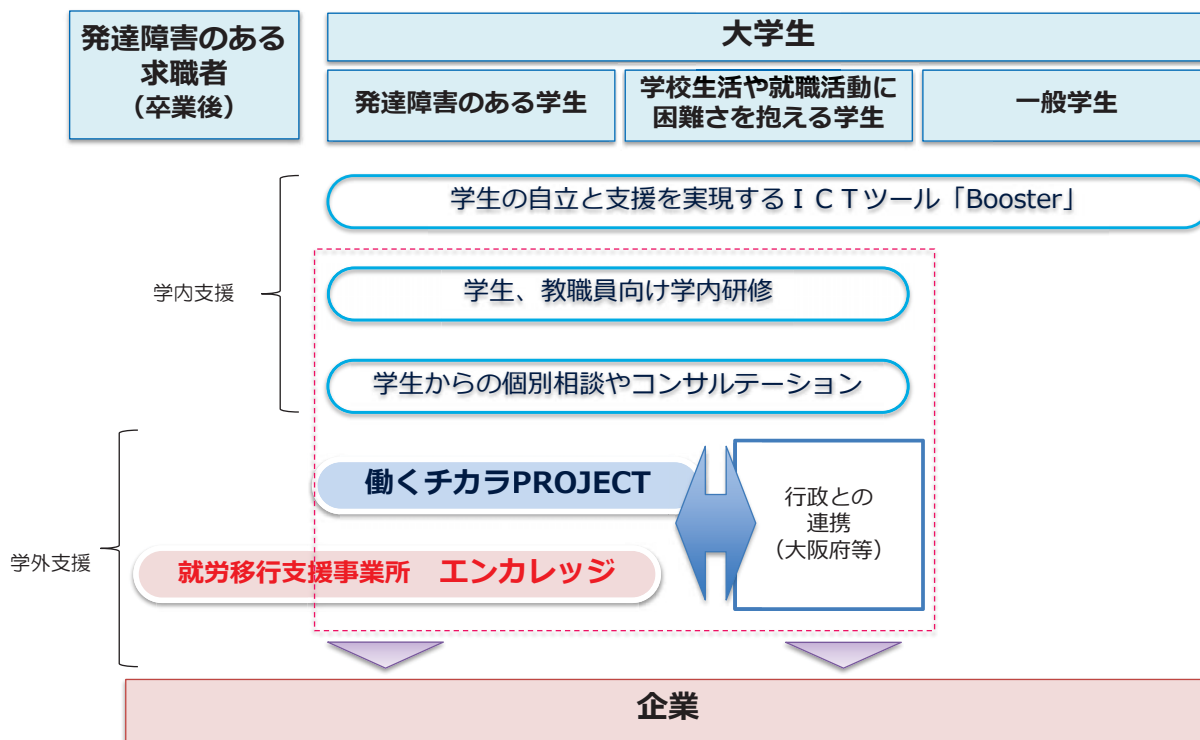 発達障害のある
求職者
（卒業後）
大学生
発達障害のある学生
学校生活や就職活動に
困難さを抱える学生
一般学生
学生の自立と支援を実現するＩＣＴツール「Booster」
学内支援
学生、教職員向け学内研修
学生からの個別相談やコンサルテーション
働くチカラPROJECT
行政との
連携
（大阪府等）
学外支援
就労移行支援事業所　エンカレッジ
企業